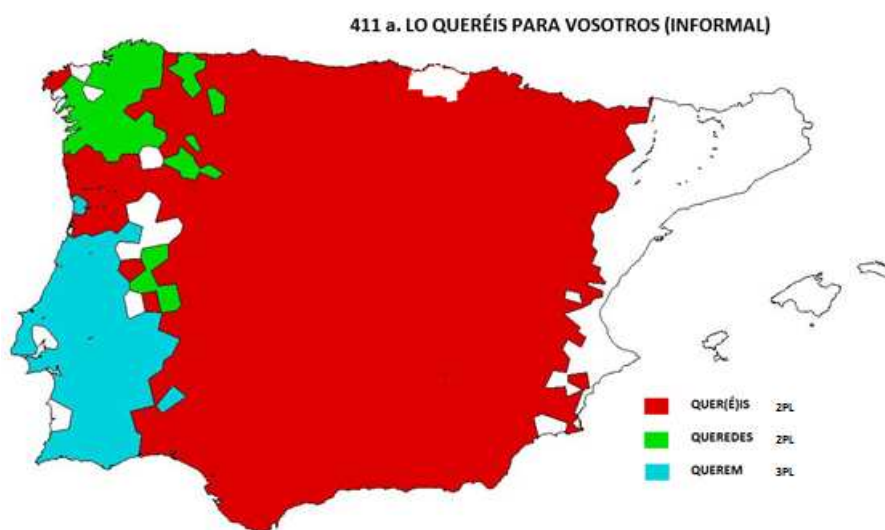 411 a. LO QUERÉIS PARA VOSOTROS (INFORMAL)
QUER(É)IS 2PL
QUEREDES 2PL
QUEREM 3PL